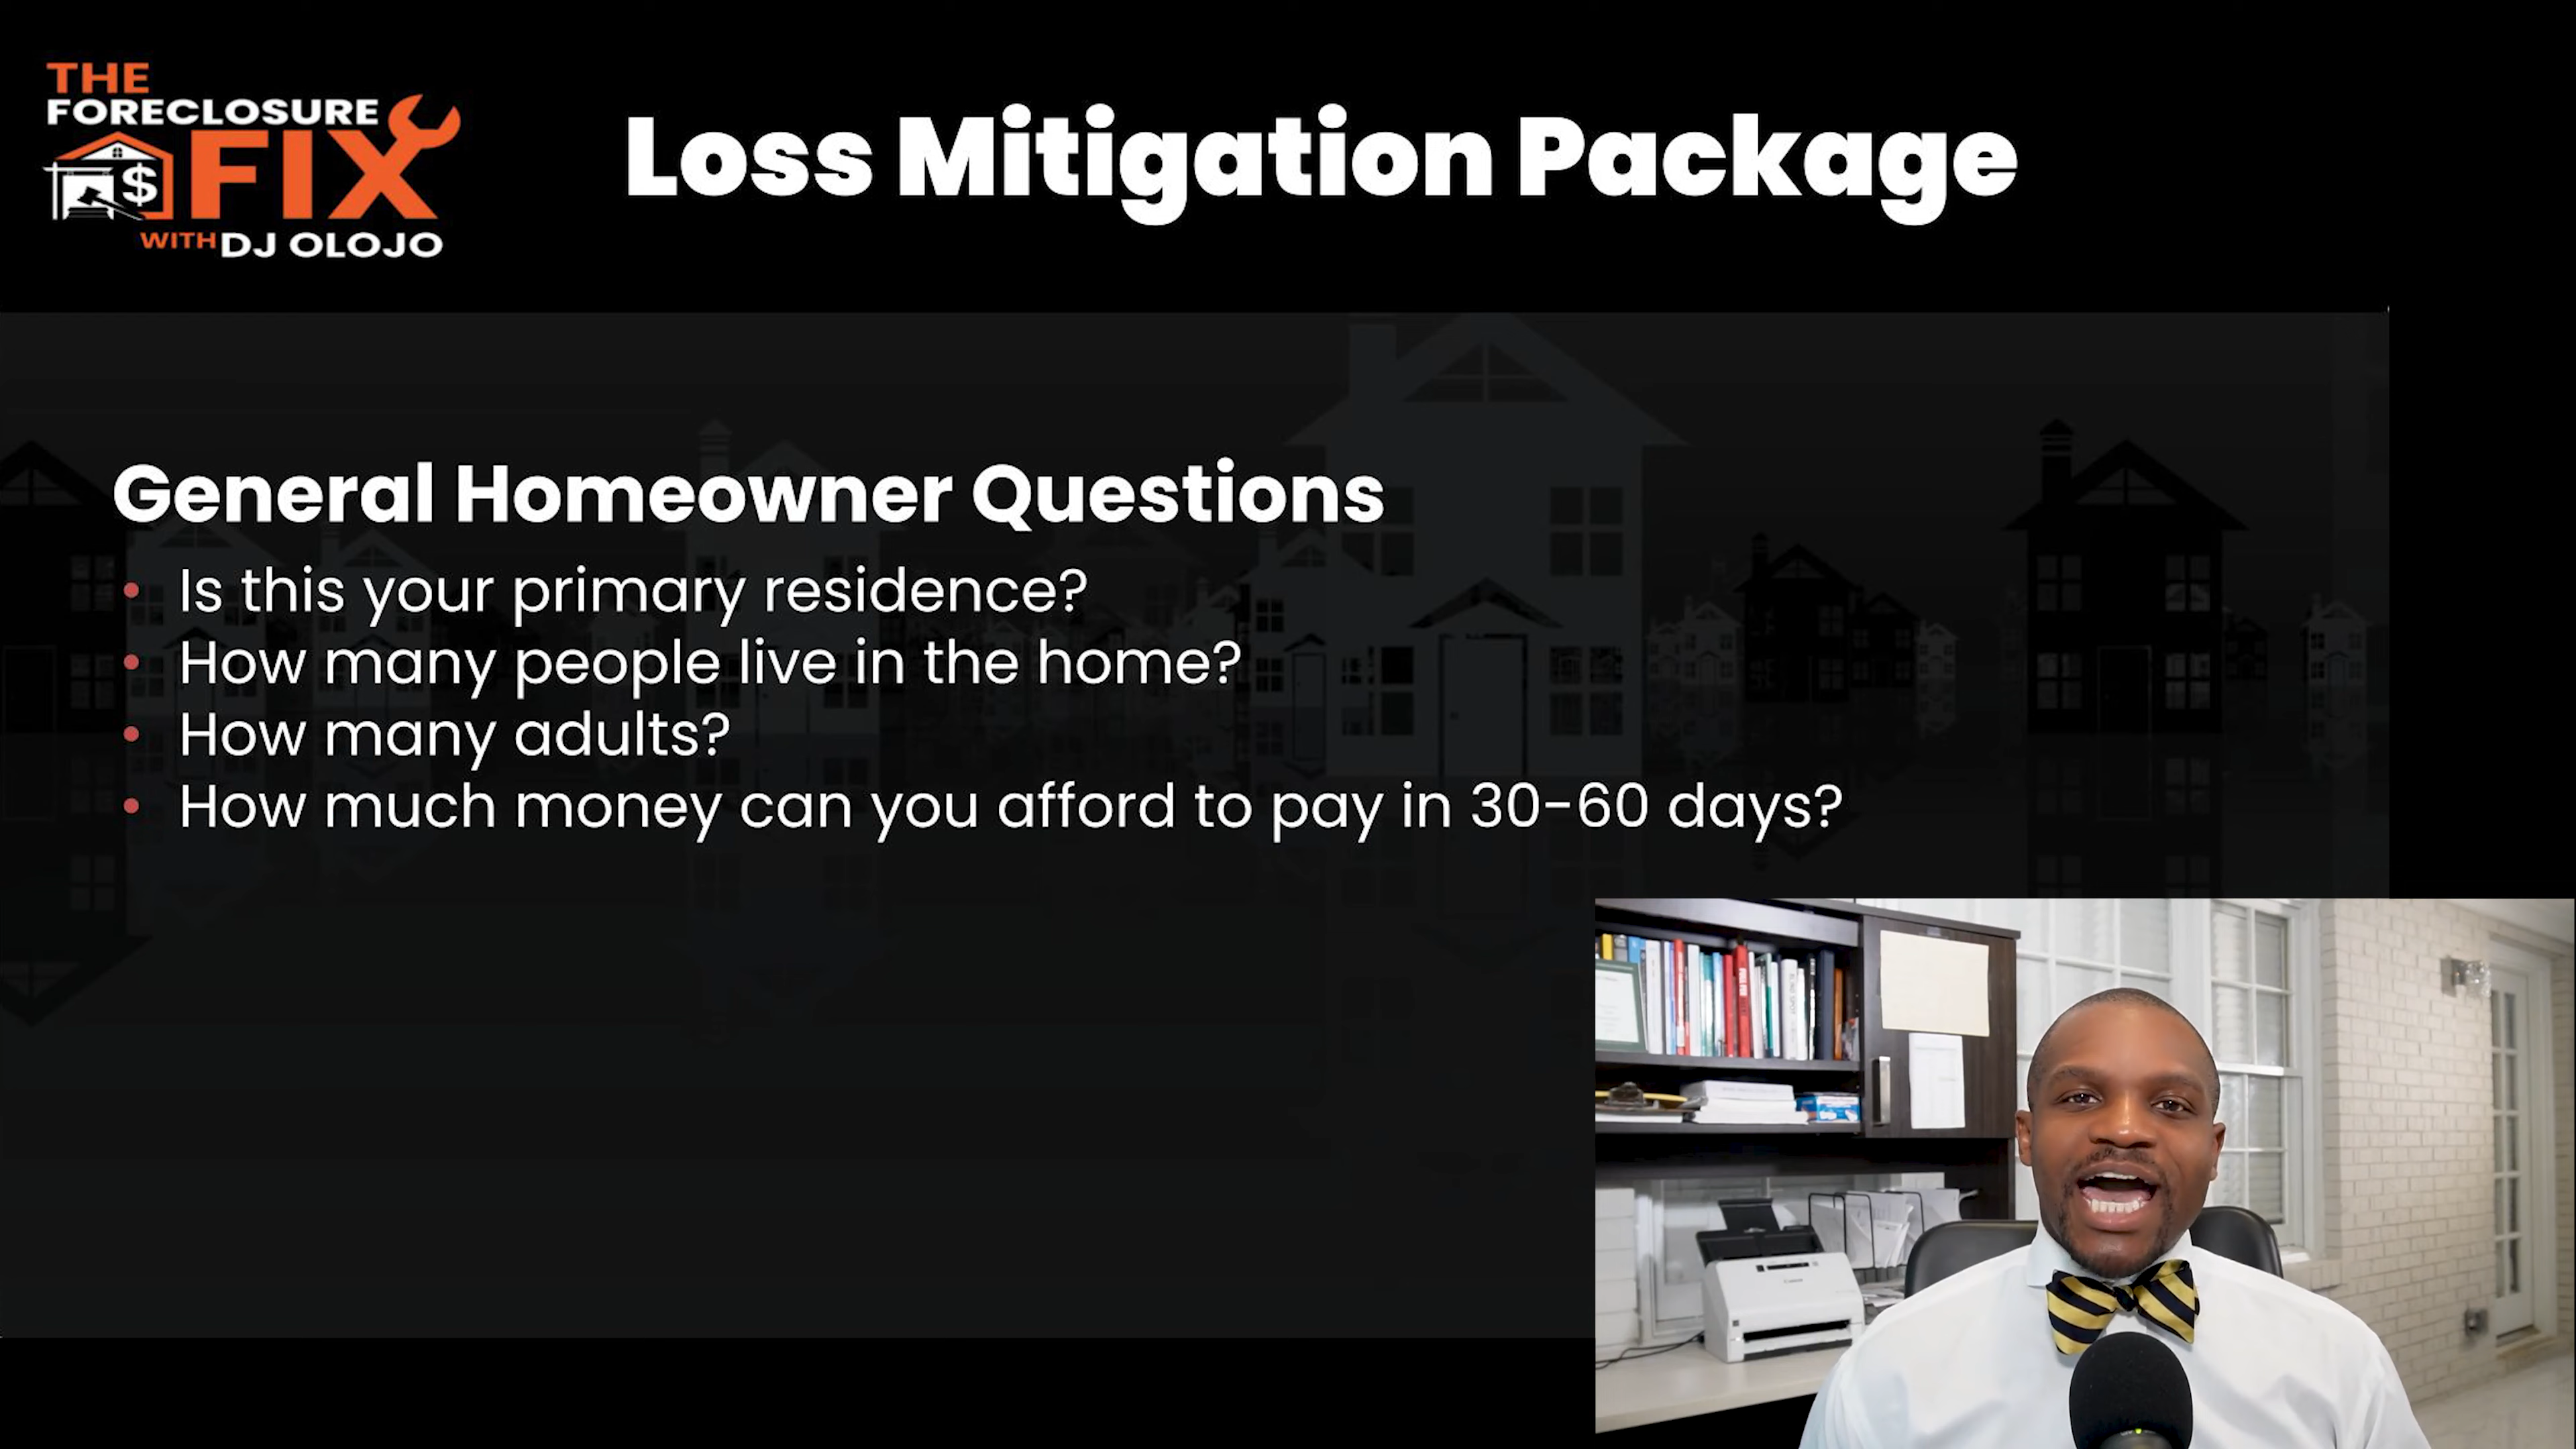 THE
FORECLOSURE
FIX
$
WITH DJ OLOJO
Loss Mitigation Package
General Homeowner Questions
• Is this your primary residence?
• How many people live in the home?
• How many adults?
• How much money can you afford to pay in 30-60 days?
Canon